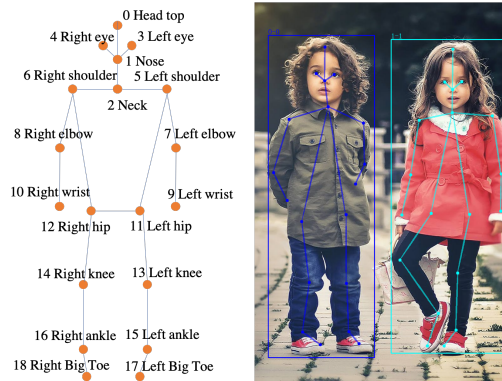 0 Head top
4 Right eye
3 Left eye
1 Nose
6 Right shoulder
5 Left shoulder
2 Neck
8 Right elbow
7 Left elbow
10 Right wrist
9 Left wrist
12 Right hip
11 Left hip
14 Right knee
13 Left knee
16 Right ankle
15 Left ankle
18 Right Big Toe
17 Left Big Toe